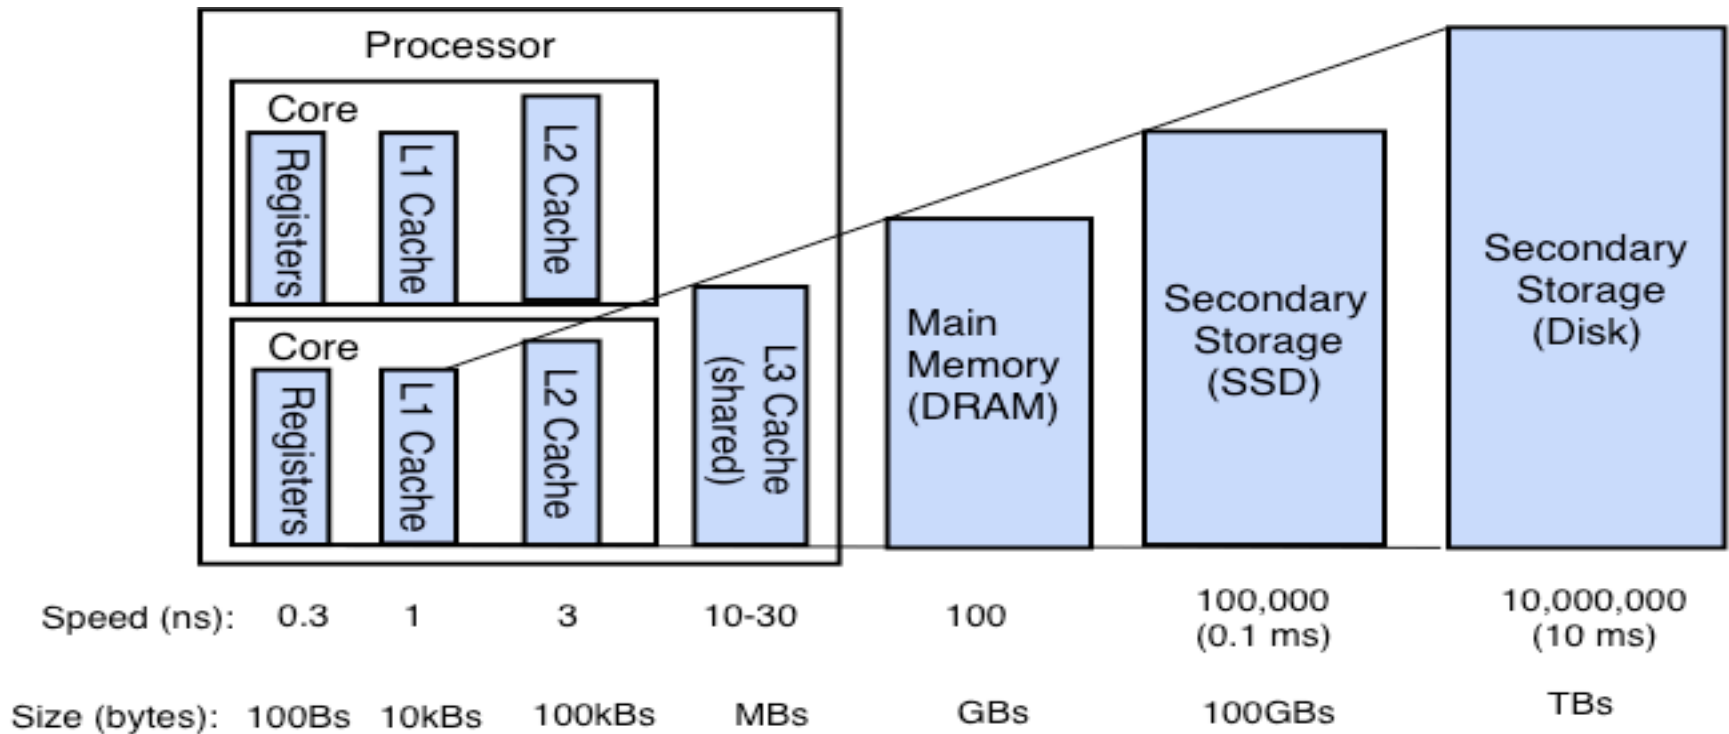 Processor
Core
Registers
L1 Cache
L2 Cache
Core
Registers
L1 Cache
L2 Cache
L3 Cache
(shared)
Main
Memory
(DRAM)
Secondary
Storage
(SSD)
Secondary
Storage
(Disk)
Speed (ns): 0.3 1 3 10-30 100 100,000 10,000,000
(0.1 ms) (10 ms)
Size (bytes): 100Bs 10kBs 100kBs MBs GBs 100GBs TBs